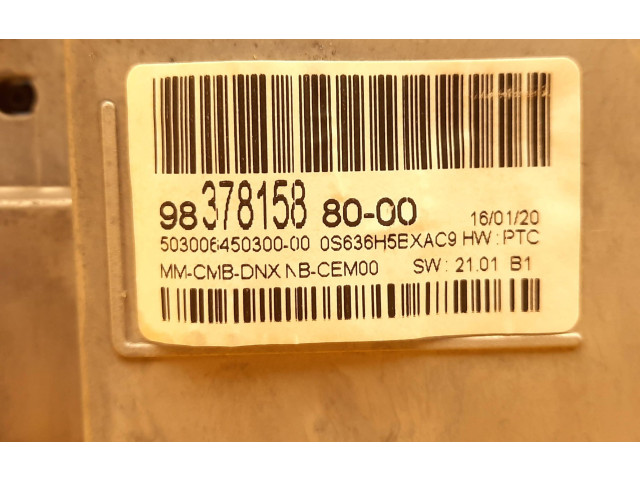 98 378158 80-00 16/01/20
503006450300-00 0S636H5EXAC9 HW : PTC
MM-CMB-DNX NB-CEM00 SW : 21.01 B1